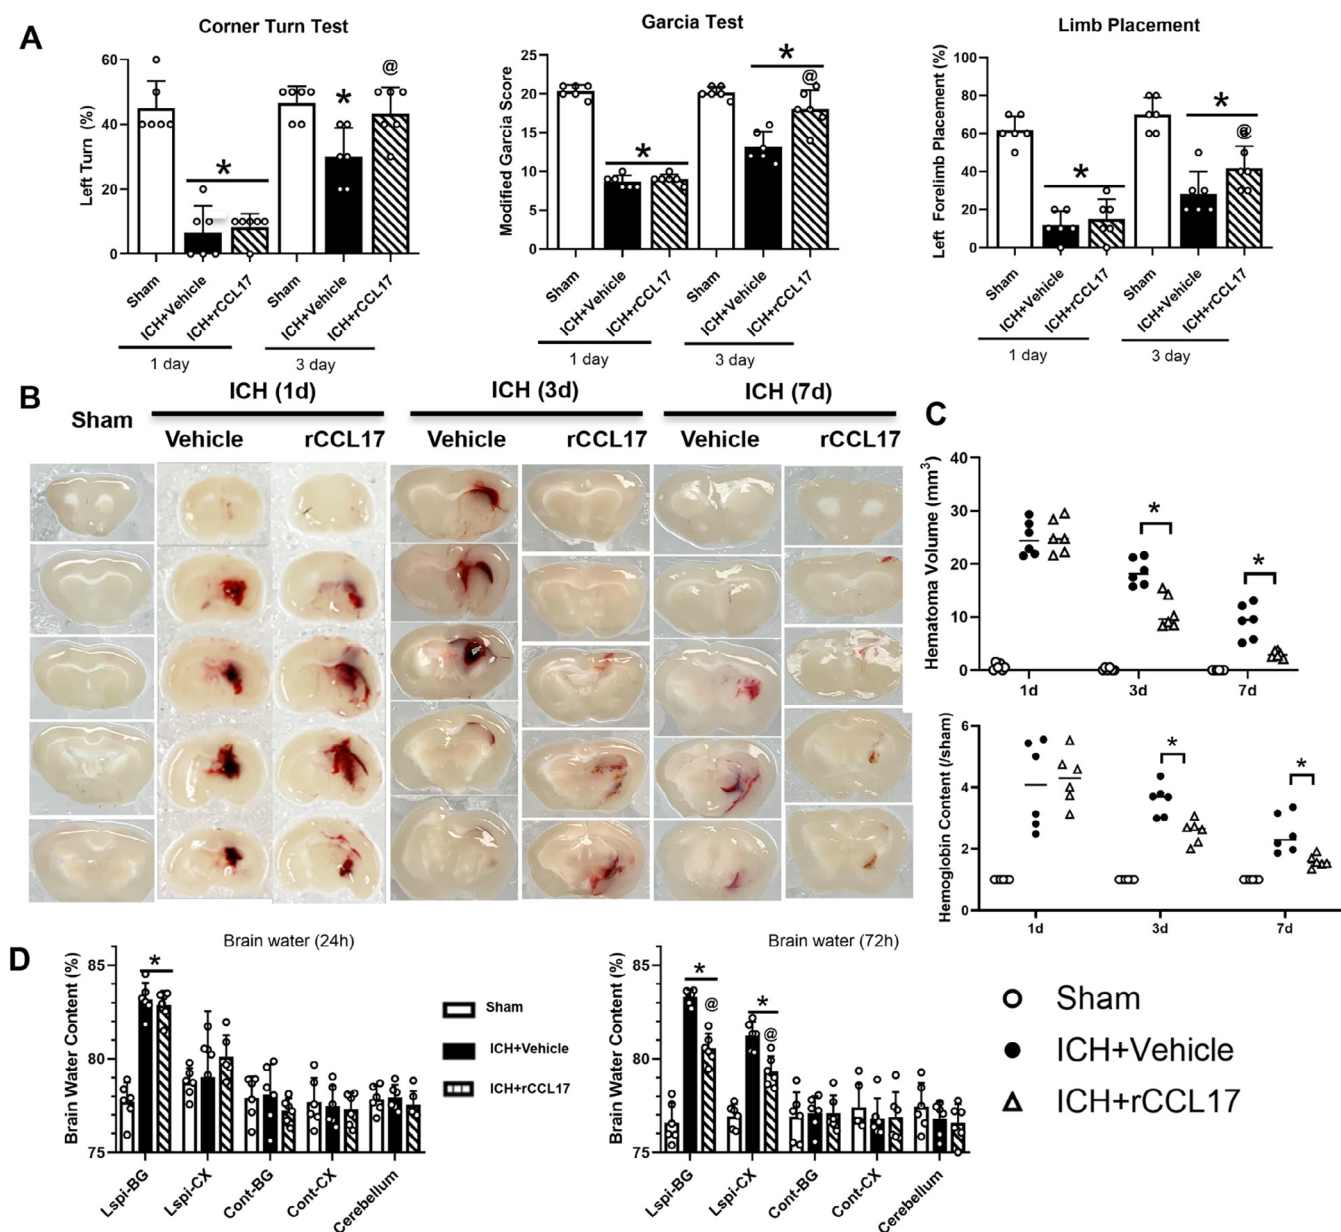 A
Corner Turn Test
Left Turn (%)
60
40
20
0
*
*
@
Sham
ICH+Vehicle
ICH+rCCL17
Sham
ICH+Vehicle
ICH+rCCL17
1 day
3 day
Garcia Test
Modified Garcia Score
25
20
15
10
5
0
*
*
@
Sham
ICH+Vehicle
ICH+rCCL17
Sham
ICH+Vehicle
ICH+rCCL17
1 day
3 day
Limb Placement
Left Forelimb Placement (%)
100
80
60
40
20
0
*
*
@
Sham
ICH+Vehicle
ICH+rCCL17
Sham
ICH+Vehicle
ICH+rCCL17
1 day
3 day
B
Sham
ICH (1d)
ICH (3d)
ICH (7d)
Vehicle
rCCL17
Vehicle
rCCL17
Vehicle
rCCL17
C
Hematoma Volume (mm³)
40
30
20
10
0
*
*
1d
3d
7d
Hemoglobin Content (/sham)
6
4
2
0
*
*
1d
3d
7d
Sham
ICH+Vehicle
ICH+rCCL17
D
Brain water (24h)
Brain Water Content (%)
85
80
75
*
Lspi-BG
Lspi-CX
Cont-BG
Cont-CX
Cerebellum
Sham
ICH+Vehicle
ICH+rCCL17
Brain water (72h)
Brain Water Content (%)
85
80
75
*
@
*
@
Lspi-BG
Lspi-CX
Cont-BG
Cont-CX
Cerebellum